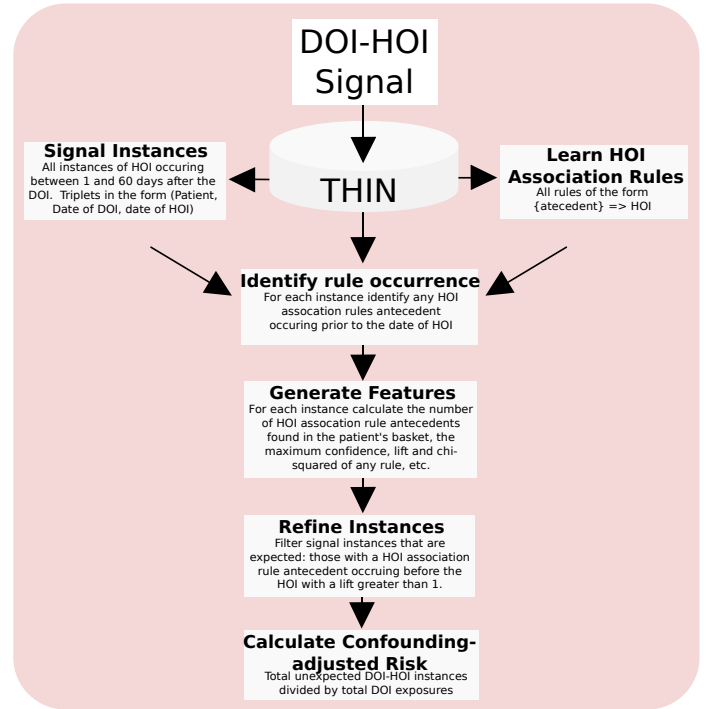 DOI-HOI
Signal
THIN
Signal Instances
All instances of HOI occuring
between 1 and 60 days after the
DOI.  Triplets in the form (Patient,
Date of DOI, date of HOI)
Learn HOI
Association Rules
All rules of the form
{atecedent} => HOI
Identify rule occurrence
For each instance identify any HOI
assocation rules antecedent
occuring prior to the date of HOI
Generate Features
For each instance calculate the number
of HOI assocation rule antecedents
found in the patient's basket, the
maximum confidence, lift and chi-
squared of any rule, etc.
Refine Instances
Filter signal instances that are
expected: those with a HOI association
rule antecedent occruing before the
HOI with a lift greater than 1.
Calculate Confounding-
adjusted Risk
Total unexpected DOI-HOI instances
divided by total DOI exposures